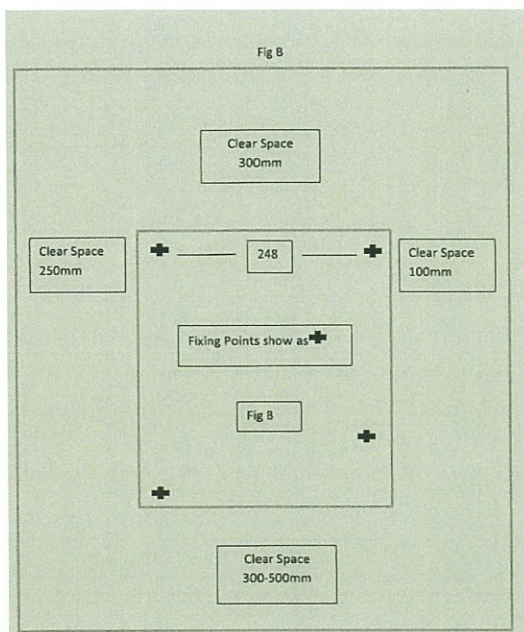 Fig B
Clear Space
300mm
Clear Space
250mm
248
Clear Space
100mm
Fixing Points show as
Fig B
Clear Space
300-500mm